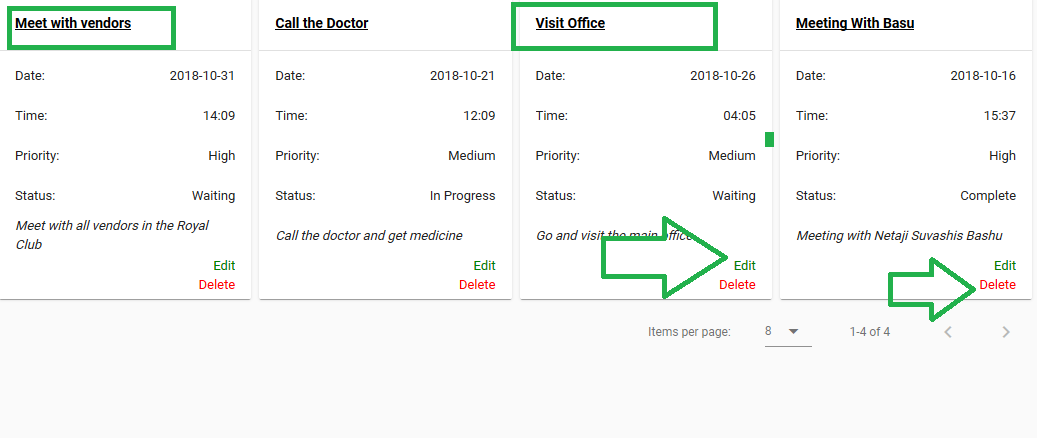 Meet with vendors
Date: 2018-10-31
Time: 14:09
Priority: High
Status: Waiting
Meet with all vendors in the Royal
Club
Edit
Delete
Call the Doctor
Date: 2018-10-21
Time: 12:09
Priority: Medium
Status: In Progress
Call the doctor and get medicine
Edit
Delete
Visit Office
Date: 2018-10-26
Time: 04:05
Priority: Medium
Status: Waiting
Go and visit the main office
Edit
Delete
Meeting With Basu
Date: 2018-10-16
Time: 15:37
Priority: High
Status: Complete
Meeting with Netaji Suvashis Bashu
Edit
Delete
Items per page: 8 1-4 of 4